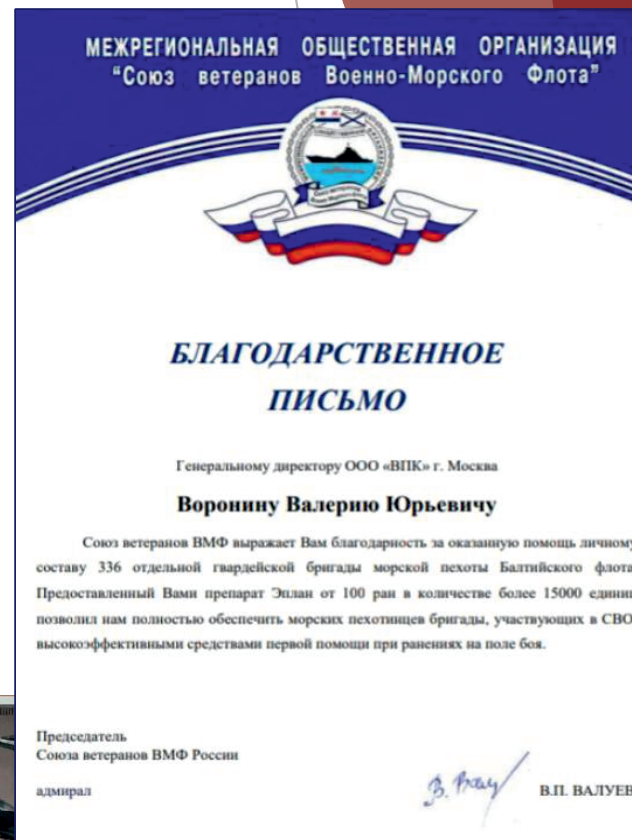 МЕЖРЕГИОНАЛЬНАЯ ОБЩЕСТВЕННАЯ ОРГАНИЗАЦИЯ
“Союз ветеранов Военно-Морского Флота”
БЛАГОДАРСТВЕННОЕ
ПИСЬМО
Генеральному директору ООО «ВПК» г. Москва
Воронину Валерию Юрьевичу
Союз ветеранов ВМФ выражает Вам благодарность за оказанную помощь личному
составу 336 отдельной гвардейской бригады морской пехоты Балтийского флота
Предоставленный Вами препарат Эплан от 100 ран в количестве более 15000 единиц
позволил нам полностью обеспечить морских пехотинцев бригады, участвующих в СВО
высокоэффективными средствами первой помощи при ранениях на поле боя.
Председатель
Союза ветеранов ВМФ России
адмирал
В.П. ВАЛУЕВ